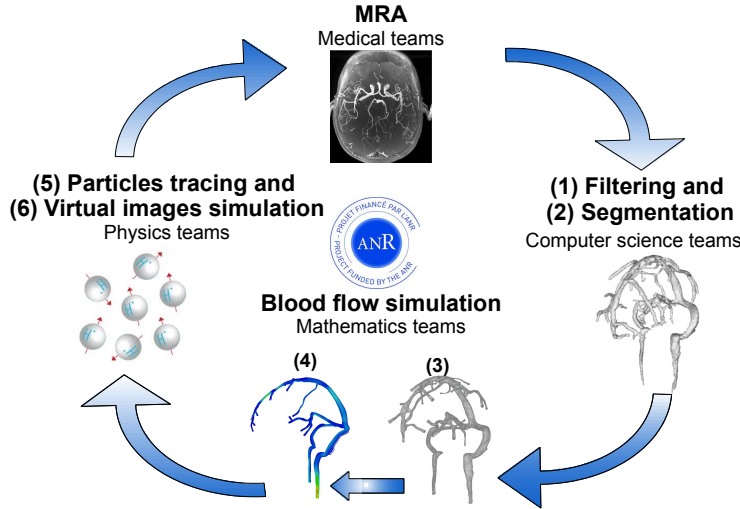 MRA
Medical teams
(1) Filtering and
(2) Segmentation
Computer science teams
(5) Particles tracing and
(6) Virtual images simulation
Physics teams
- PROJET FINANCÉ PAR L'ANR
- PROJECT FUNDED BY THE ANR
ANR
Blood flow simulation
Mathematics teams
(4)
(3)